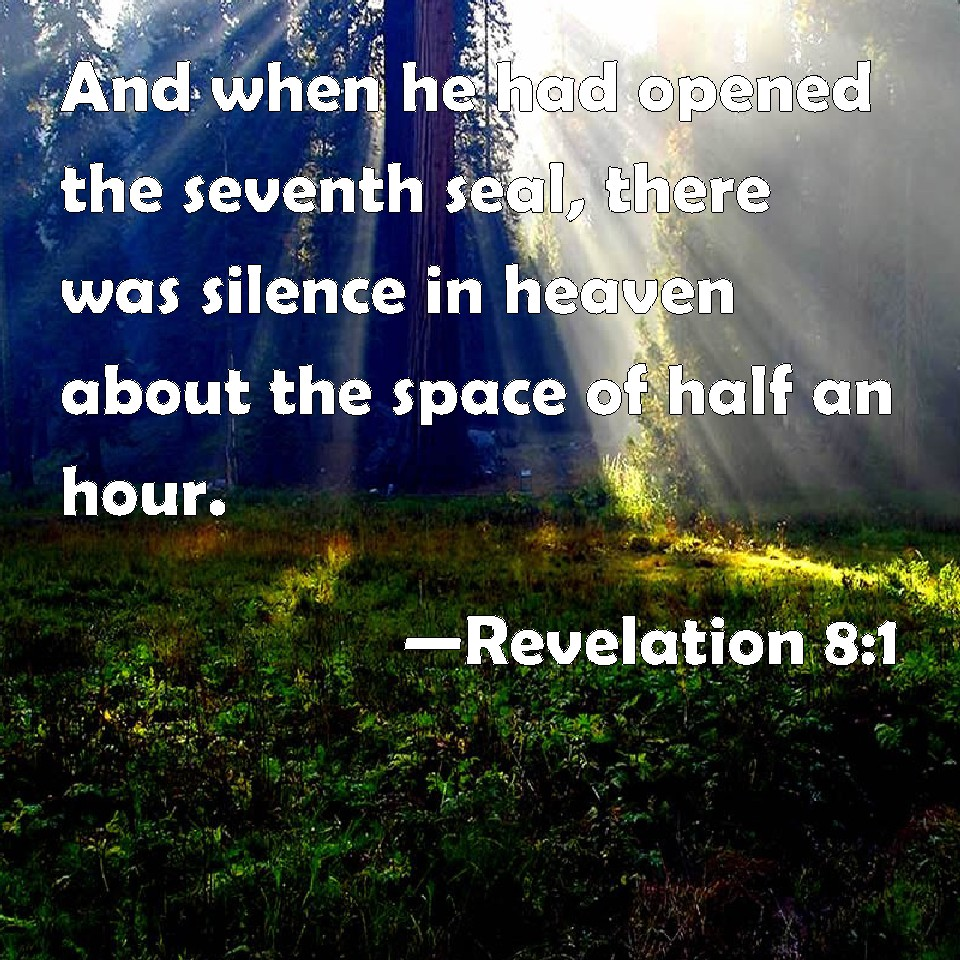 And when he had opened
the seventh seal, there
was silence in heaven
about the space of half an
hour.
—Revelation 8:1